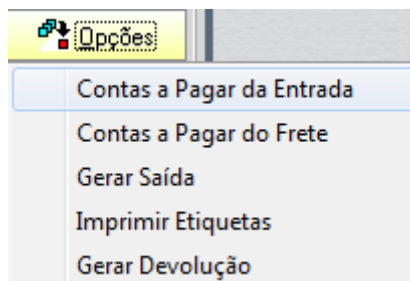 Opções
Contas a Pagar da Entrada
Contas a Pagar do Frete
Gerar Saída
Imprimir Etiquetas
Gerar Devolução